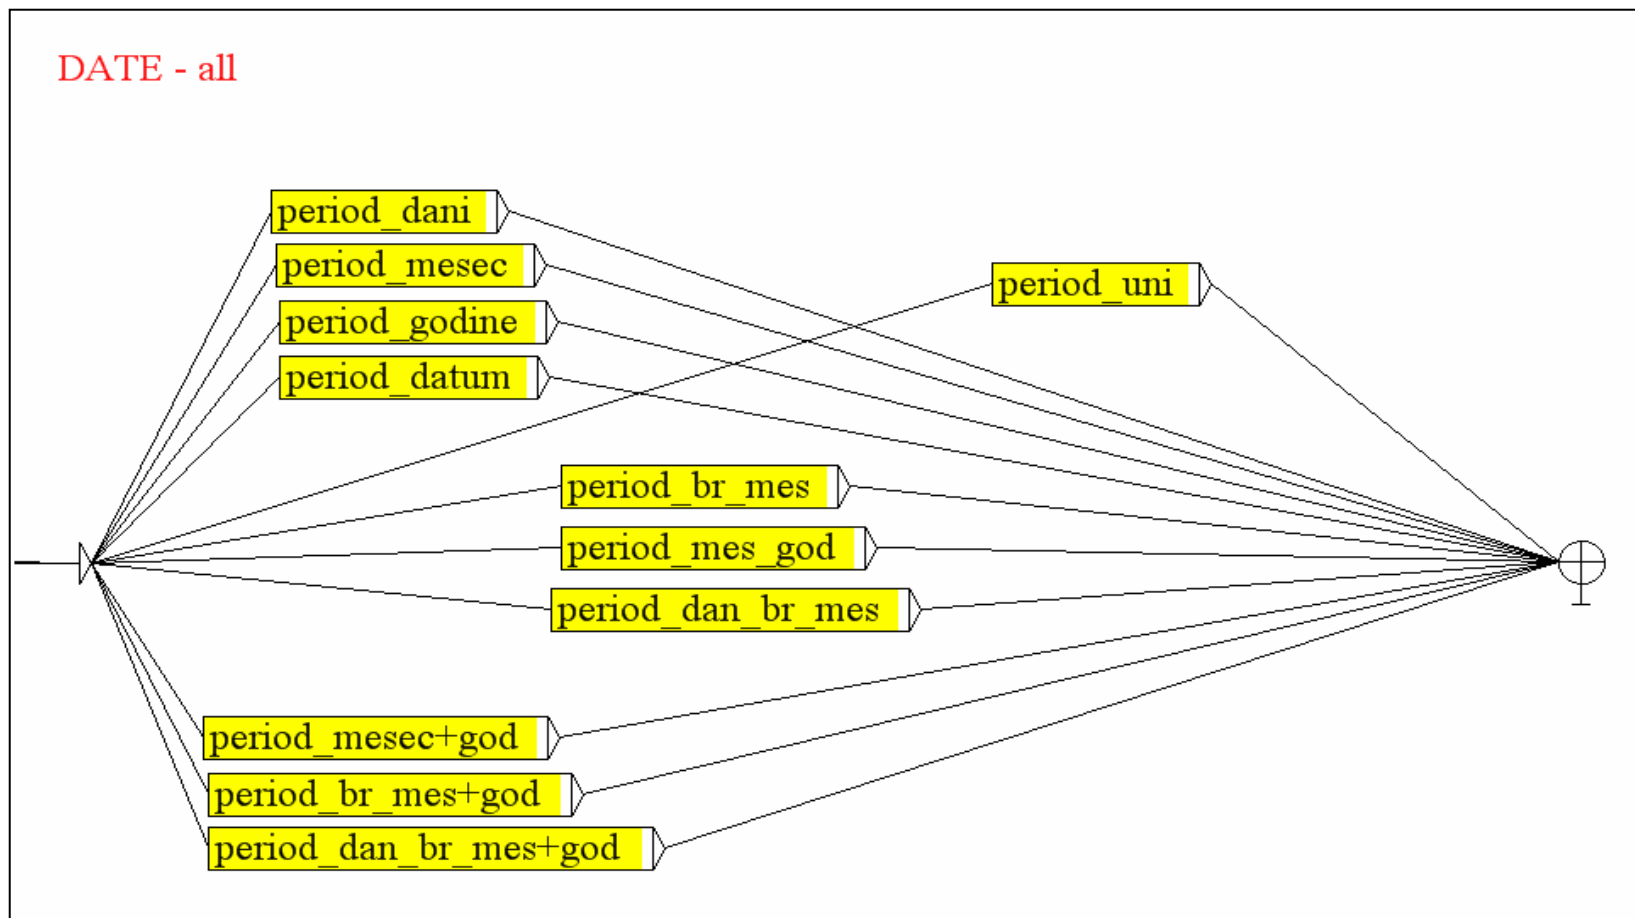 DATE - all
period_dani
period_mesec
period_uni
period_godine
period_datum
period_br_mes
period_mes_god
period_dan_br_mes
period_mesec+god
period_br_mes+god
period_dan_br_mes+god